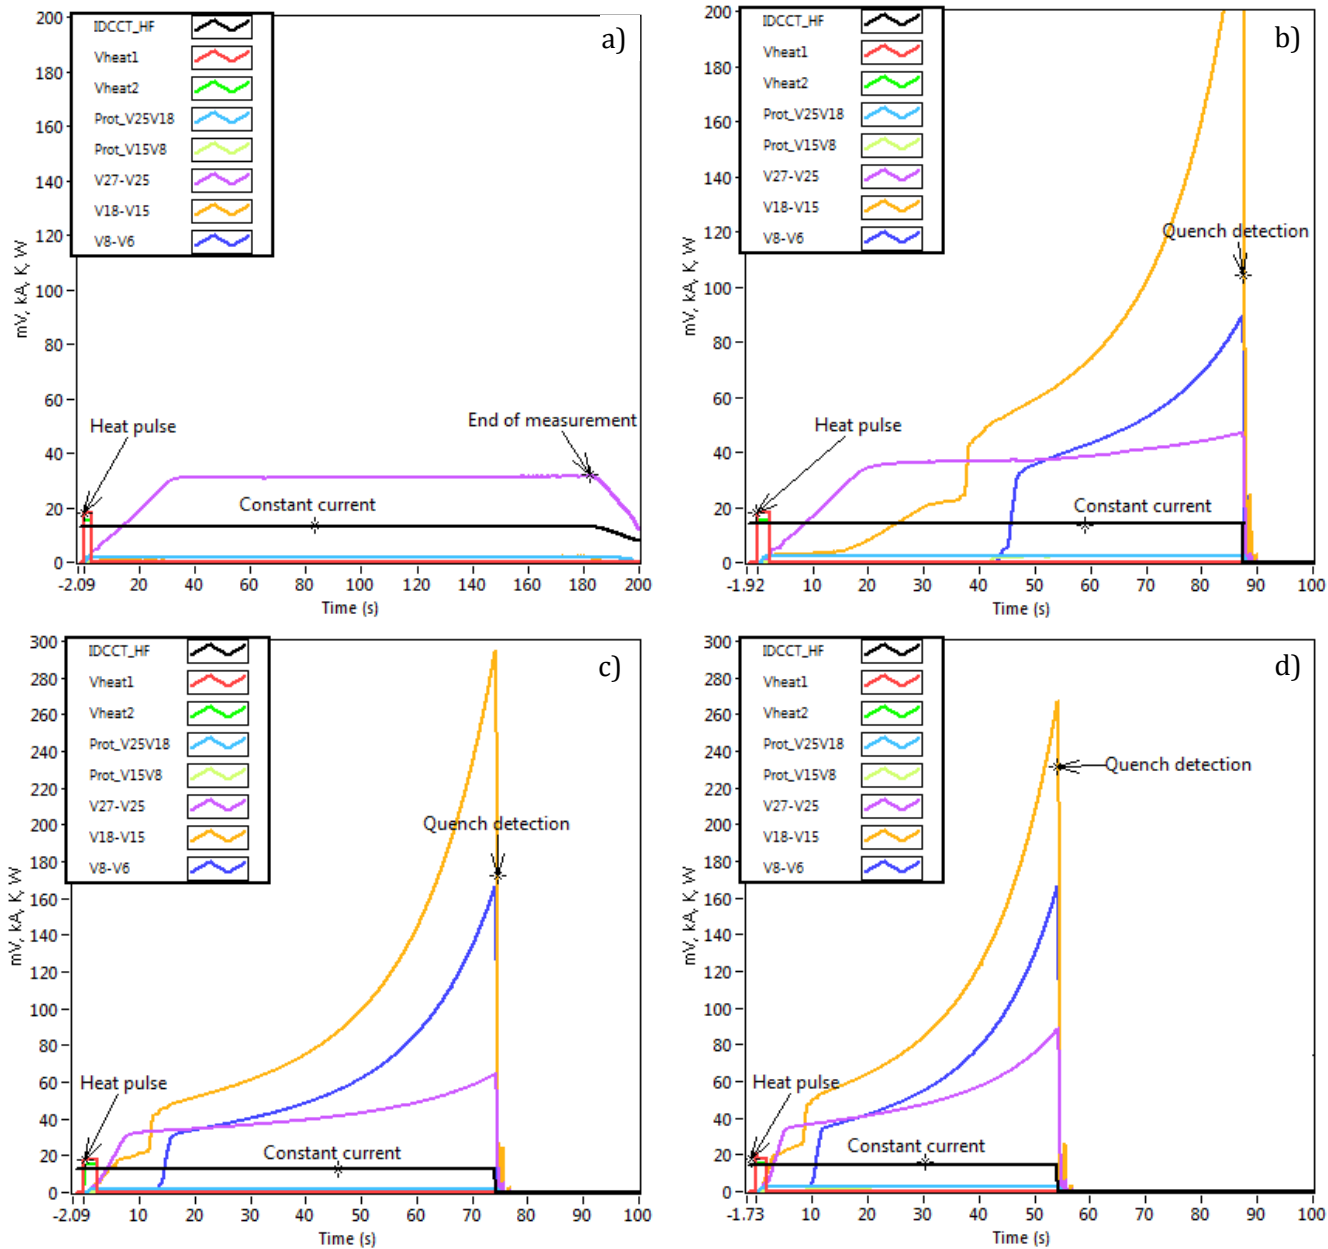 a)
IDCCT_HF
Vheat1
Vheat2
Prot_V25V18
Prot_V15V8
V27-V25
V18-V15
V8-V6
200
180
160
140
120
100
80
60
40
20
0
mV, kA, K, W
Heat pulse
End of measurement
Constant current
-2.09 20 40 60 80 100 120 140 160 180 200
Time (s)
b)
IDCCT_HF
Vheat1
Vheat2
Prot_V25V18
Prot_V15V8
V27-V25
V18-V15
V8-V6
200
180
160
140
120
100
80
60
40
20
0
mV, kA, K, W
Quench detection
Heat pulse
Constant current
-1.92 10 20 30 40 50 60 70 80 90 100
Time (s)
c)
IDCCT_HF
Vheat1
Vheat2
Prot_V25V18
Prot_V15V8
V27-V25
V18-V15
V8-V6
300
280
260
240
220
200
180
160
140
120
100
80
60
40
20
0
mV, kA, K, W
Quench detection
Heat pulse
Constant current
-2.09 10 20 30 40 50 60 70 80 90 100
Time (s)
d)
IDCCT_HF
Vheat1
Vheat2
Prot_V25V18
Prot_V15V8
V27-V25
V18-V15
V8-V6
300
280
260
240
220
200
180
160
140
120
100
80
60
40
20
0
mV, kA, K, W
Quench detection
Heat pulse
Constant current
-1.73 10 20 30 40 50 60 70 80 90 100
Time (s)